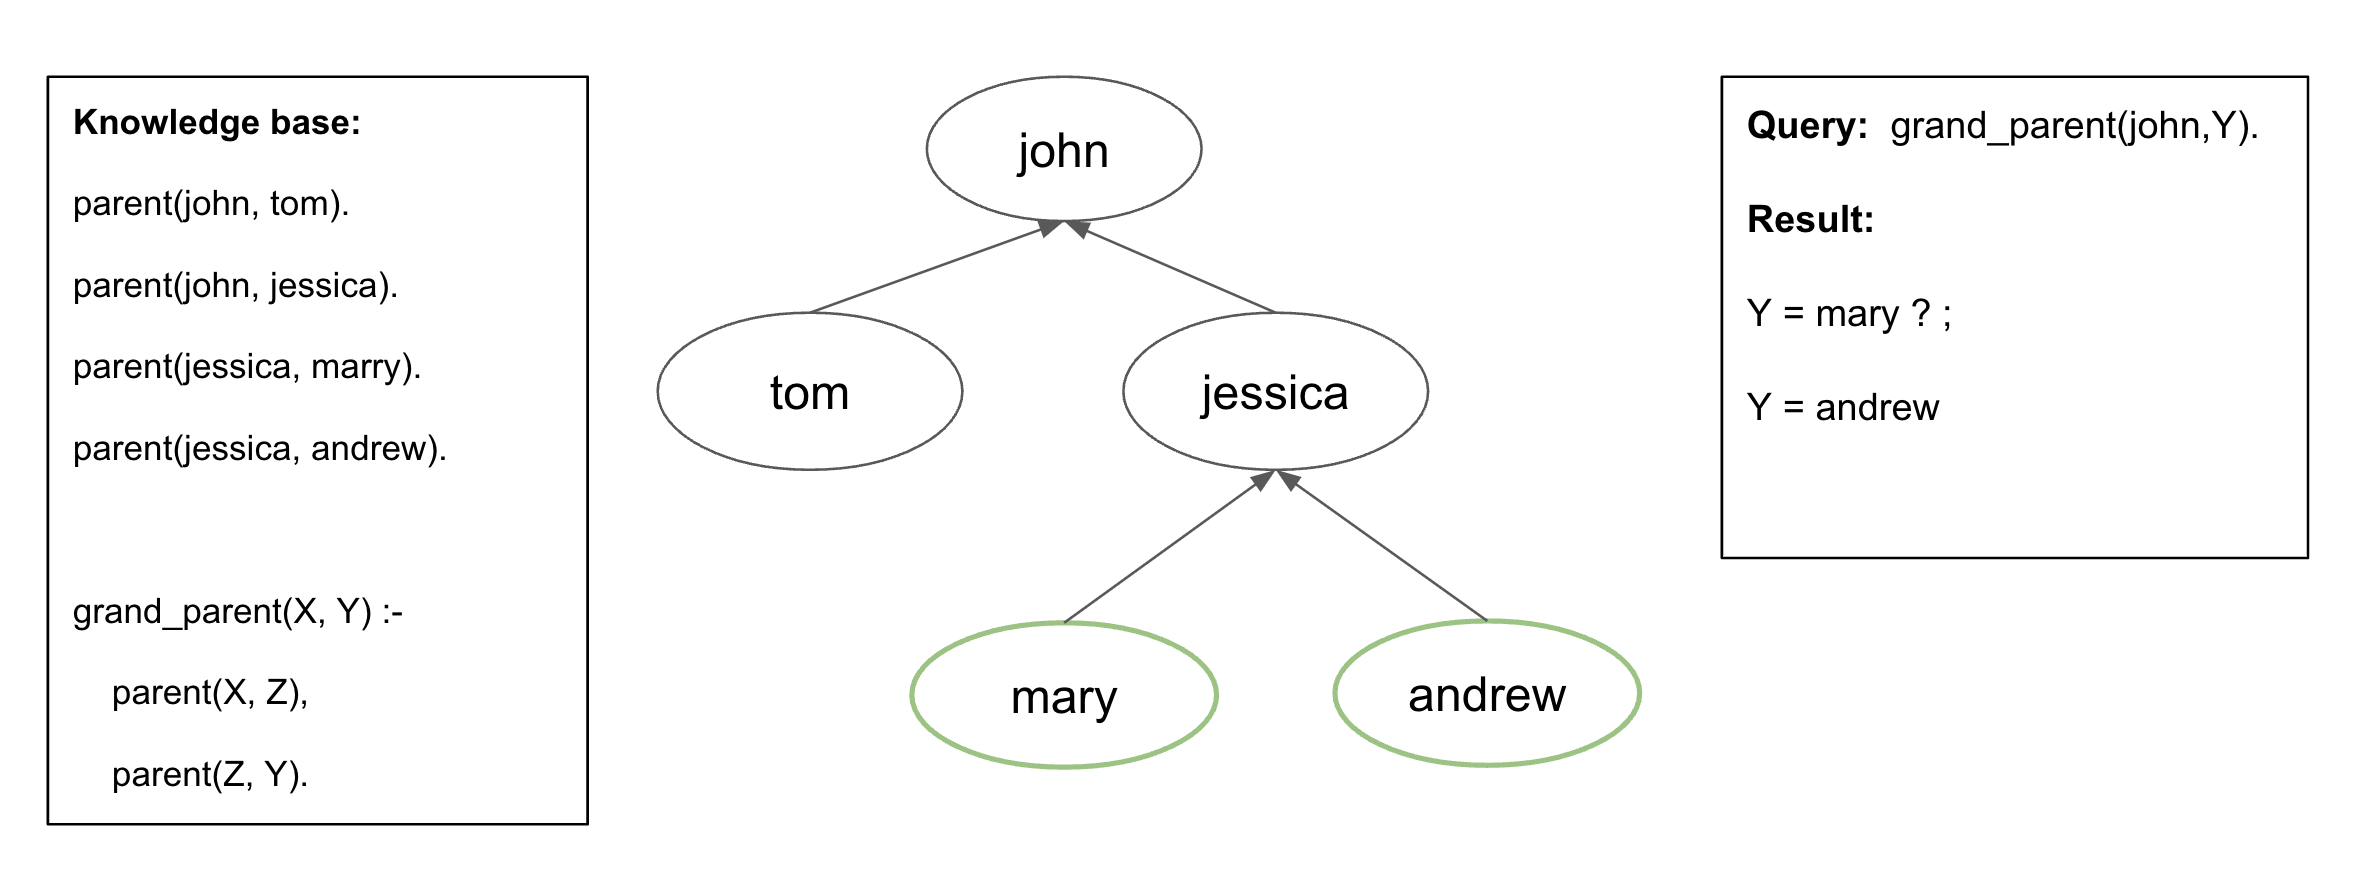 Knowledge base:
parent(john, tom).
parent(john, jessica).
parent(jessica, marry).
parent(jessica, andrew).
grand_parent(X, Y) :-
parent(X, Z),
parent(Z, Y).
john
tom
jessica
mary
andrew
Query: grand_parent(john,Y).
Result:
Y = mary ? ;
Y = andrew